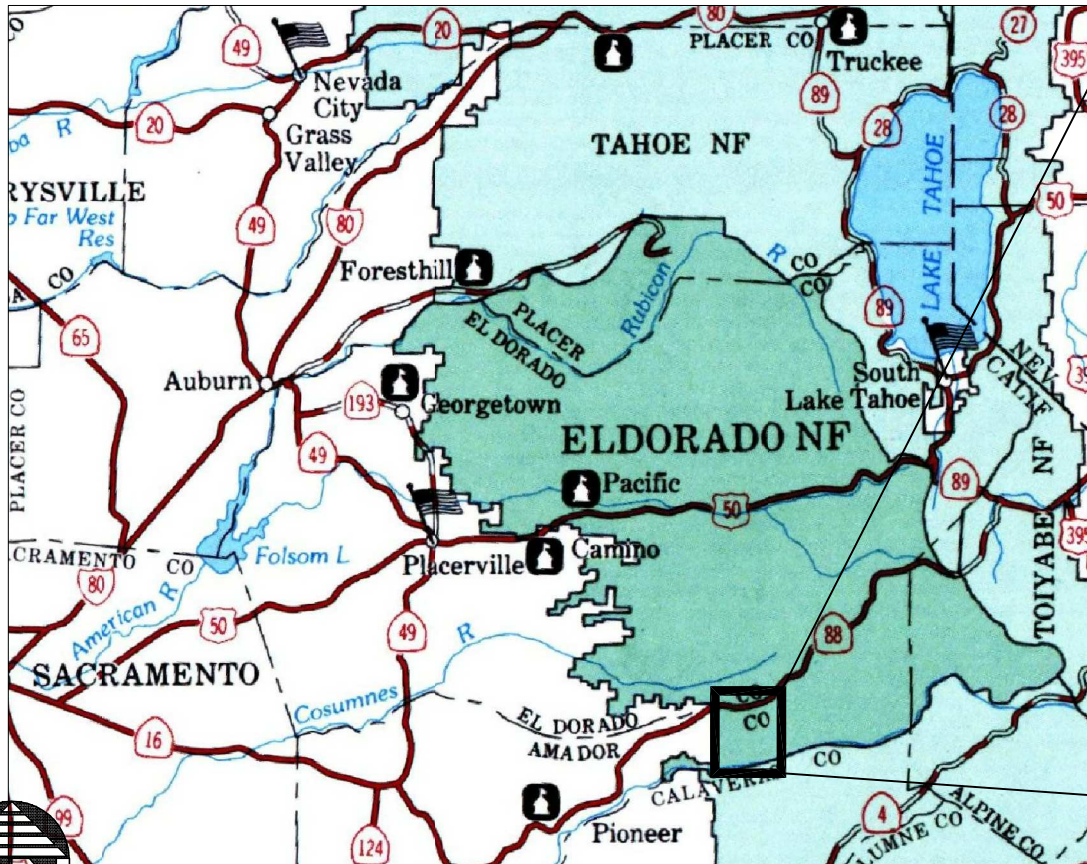 CO
49
20
80
PLACER CO
27
395
Nevada
City
Truckee
89
28
28
20
R
Grass
Valley
TAHOE NF
LAKE TAHOE
RYSVILLE
Far West
Res
49
80
50
CO
Foresthill
R
CO
CO
Rubicon
65
PLACER
EL DORADO
89
NEV
CALIF
Auburn
193
Georgetown
South
Lake Tahoe
PLACER CO
49
ELDORADO NF
NF
Pacific
50
89
395
CRAMENTO CO
Folsom L
Placerville
Camino
TOIYABE
80
American R
50
49
R
88
SACRAMENTO
Cosumnes
EL DORADO
AMADOR
CO
CO
16
CO
CALAVERA
99
124
Pioneer
4
ALPINE CO
LUMNE CO